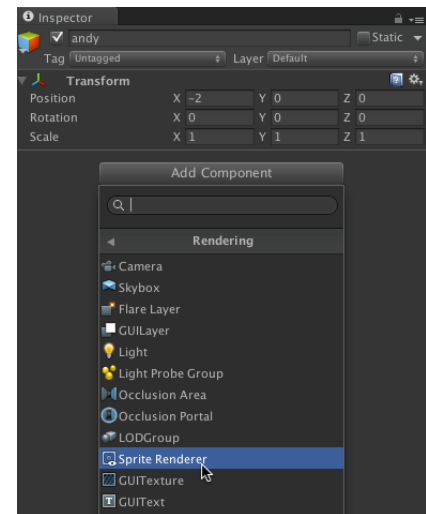 Inspector
andy
Static
Tag Untagged Layer Default
Transform
Position X -2 Y 0 Z 0
Rotation X 0 Y 0 Z 0
Scale X 1 Y 1 Z 1
Add Component
Rendering
Camera
Skybox
Flare Layer
GUILayer
Light
Light Probe Group
Occlusion Area
Occlusion Portal
LODGroup
Sprite Renderer
GUITexture
GUIText